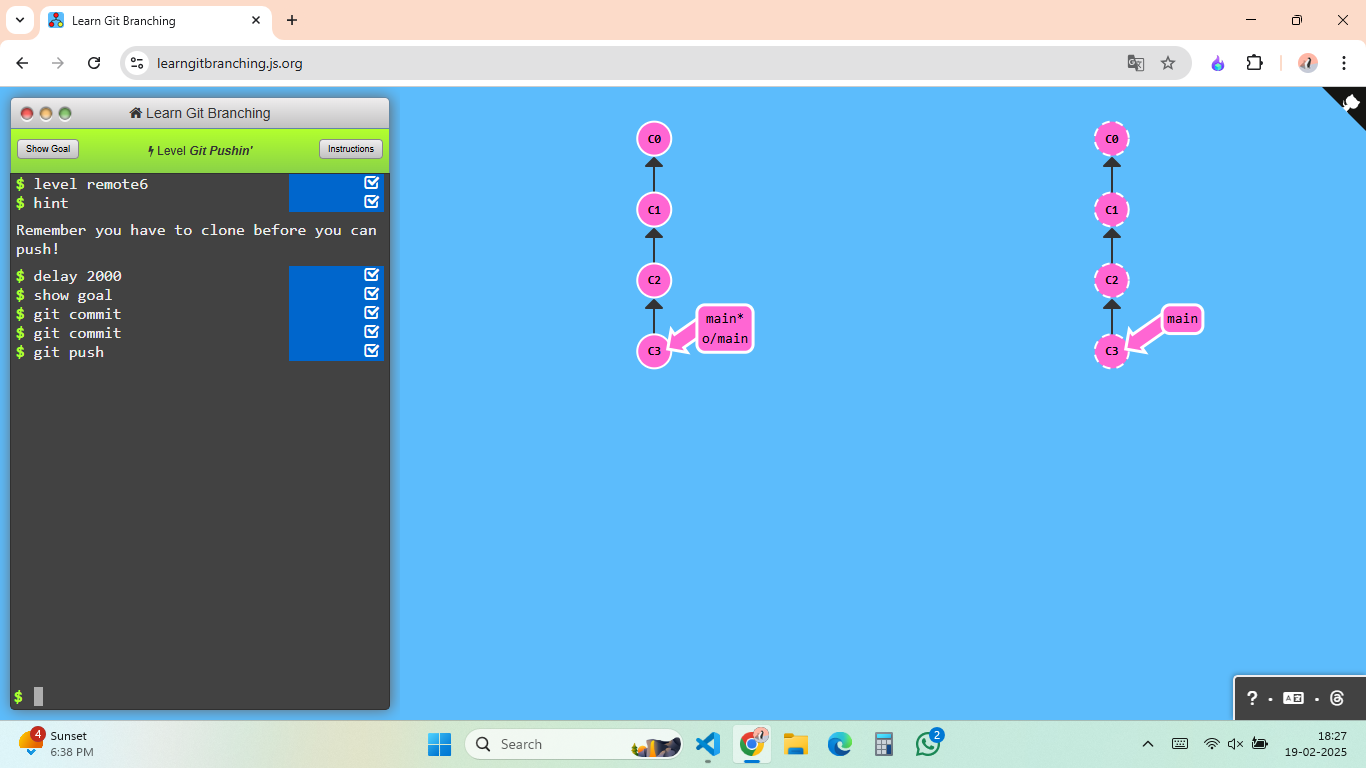 Learn Git Branching
learngitbranching.js.org
Learn Git Branching
Show Goal
Level Git Pushin'
Instructions
$ level remote6
$ hint
Remember you have to clone before you can
push!
$ delay 2000
$ show goal
$ git commit
$ git commit
$ git push
$
C0
C1
C2
main*
o/main
C3
C0
C1
C2
main
C3
?
4
Sunset
6:38 PM
Search
2
18:27
19-02-2025